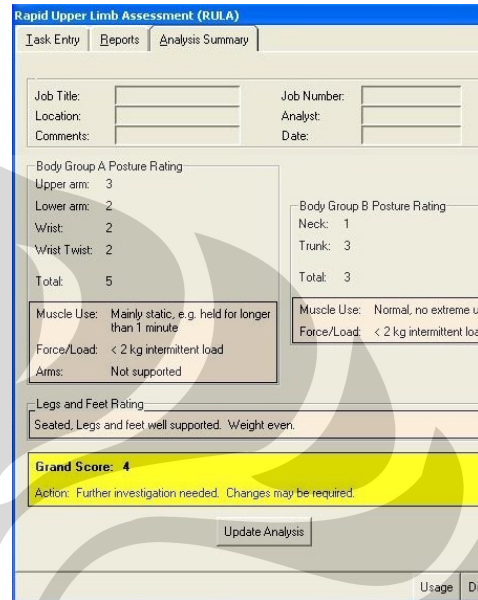 Rapid Upper Limb Assessment (RULA)
Task Entry Reports Analysis Summary
Job Title: Job Number:
Location: Analyst:
Comments: Date:
Body Group A Posture Rating
Upper arm: 3
Lower arm: 2
Wrist: 2
Wrist Twist: 2
Total: 5
Muscle Use: Mainly static, e.g. held for longer
than 1 minute
Force/Load: < 2 kg intermittent load
Arms: Not supported
Body Group B Posture Rating
Neck: 1
Trunk: 3
Total: 3
Muscle Use: Normal, no extreme u
Force/Load: < 2 kg intermittent loa
Legs and Feet Rating
Seated, Legs and feet well supported. Weight even.
Grand Score: 4
Action: Further investigation needed. Changes may be required.
Update Analysis
Usage Di